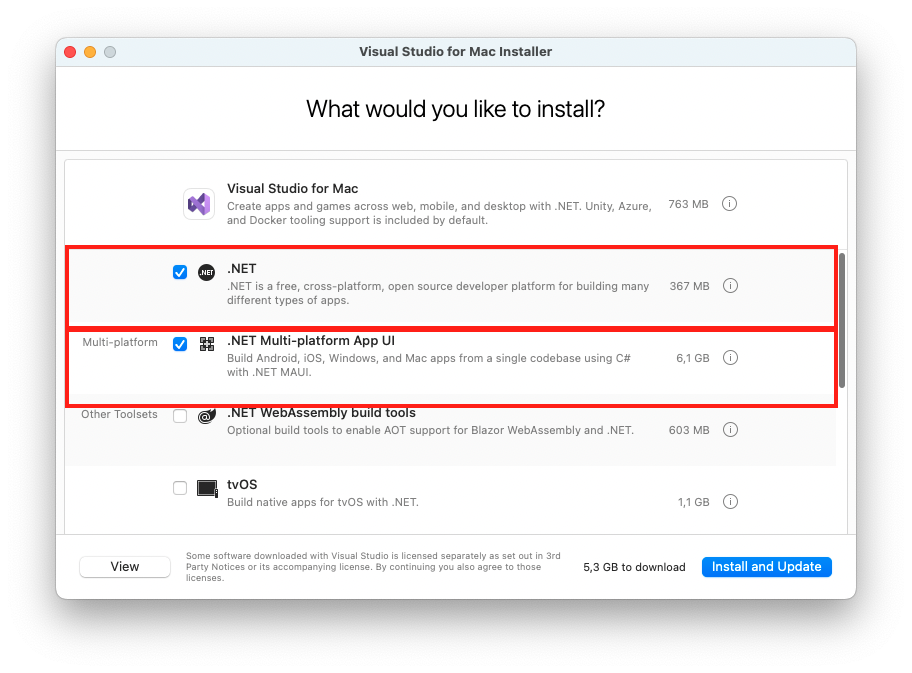 Visual Studio for Mac Installer
What would you like to install?
Visual Studio for Mac
Create apps and games across web, mobile, and desktop with .NET. Unity, Azure,
and Docker tooling support is included by default.
763 MB
.NET
.NET
.NET is a free, cross-platform, open source developer platform for building many
different types of apps.
367 MB
Multi-platform
.NET Multi-platform App UI
Build Android, iOS, Windows, and Mac apps from a single codebase using C#
with .NET MAUI.
6,1 GB
Other Toolsets
.NET WebAssembly build tools
Optional build tools to enable AOT support for Blazor WebAssembly and .NET.
603 MB
tvOS
Build native apps for tvOS with .NET.
1,1 GB
View
Some software downloaded with Visual Studio is licensed separately as set out in 3rd
Party Notices or its accompanying license. By continuing you also agree to those
licenses.
5,3 GB to download
Install and Update